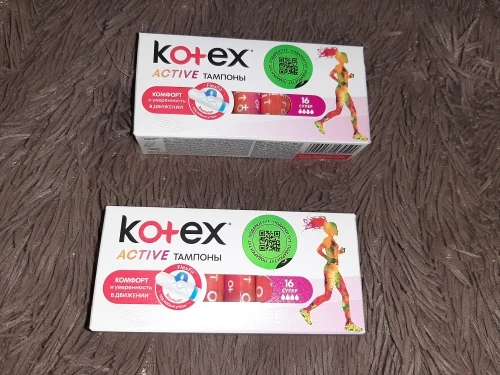 kotex
ACTIVE ТАМПОНЫ
КОМФОРТ
и уверенность
В ДВИЖЕНИИ
16
СУПЕР
kotex
ACTIVE ТАМПОНЫ
КОМФОРТ
и уверенность
В ДВИЖЕНИИ
16
СУПЕР